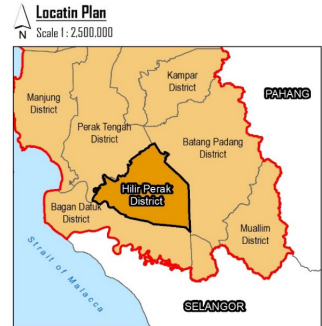 Locatin Plan
N
Scale 1 : 2,500,000
Kampar
District
PAHANG
Manjung
District
Perak Tengah
District
Batang Padang
District
Hilir Perak
District
Bagan Datuk
District
Muallim
District
Strait of Malacca
SELANGOR